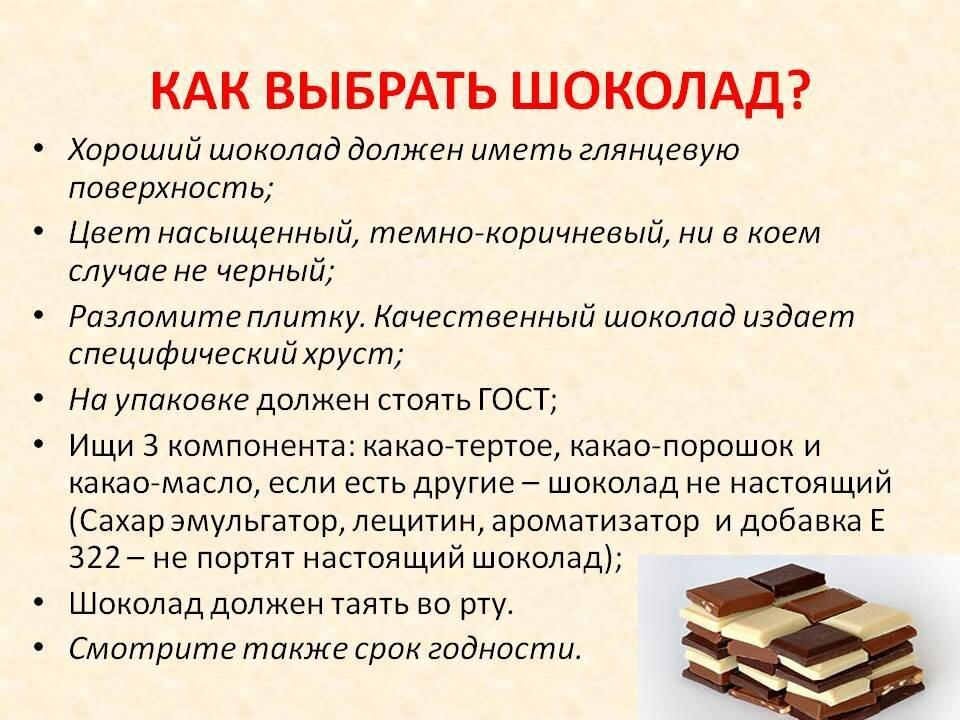 КАК ВЫБРАТЬ ШОКОЛАД?
• Хороший шоколад должен иметь глянцевую
поверхность;
• Цвет насыщенный, темно-коричневый, ни в коем
случае не черный;
• Разломите плитку. Качественный шоколад издает
специфический хруст;
• На упаковке должен стоять ГОСТ;
• Ищи 3 компонента: какао-тертое, какао-порошок и
какао-масло, если есть другие – шоколад не настоящий
(Сахар эмульгатор, лецитин, ароматизатор и добавка Е
322 – не портят настоящий шоколад);
• Шоколад должен таять во рту.
• Смотрите также срок годности.